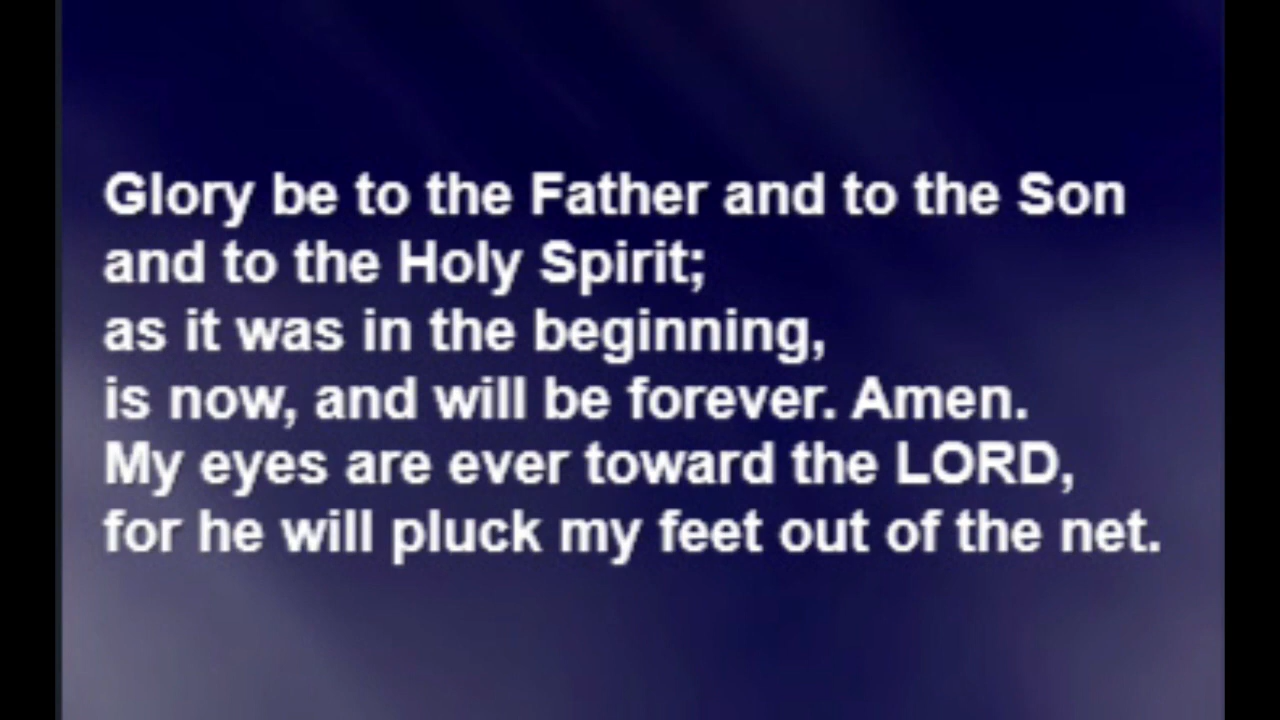 Glory be to the Father and to the Son
and to the Holy Spirit;
as it was in the beginning,
is now, and will be forever. Amen.
My eyes are ever toward the LORD,
for he will pluck my feet out of the net.